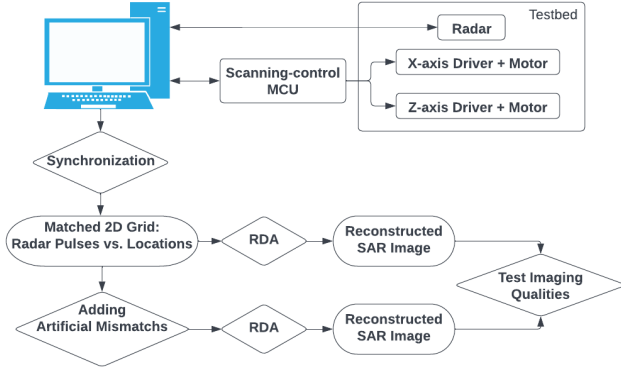 Testbed
Radar
Scanning-control
MCU
X-axis Driver + Motor
Z-axis Driver + Motor
Synchronization
Matched 2D Grid:
Radar Pulses vs. Locations
RDA
Reconstructed
SAR Image
Test Imaging
Qualities
Adding
Artificial Mismatchs
RDA
Reconstructed
SAR Image